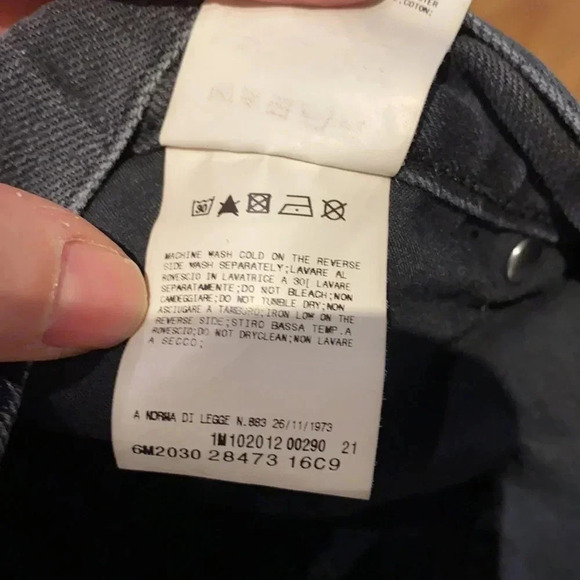 COTON;
30
MACHINE WASH COLD ON THE REVERSE
SIDE WASH SEPARATELY;LAVARE AL
ROVESCIO IN LAVATRICE A 30[ LAVARE
SEPARATAMENTE;DO NOT BLEACH;NON
CANDEGGIARE;DO NOT TUMBLE DRY;NON
ASCIUGARE A TAMBURO;IRON LOW ON THE
REVERSE SIDE;STIRO BASSA TEMP.A
ROVESCIO;DO NOT DRYCLEAN;NON LAVARE
A SECCO;
A NORMA DI LEGGE N.883 26/11/1973
1M102012 00290 21
6M2030 28473 16C9